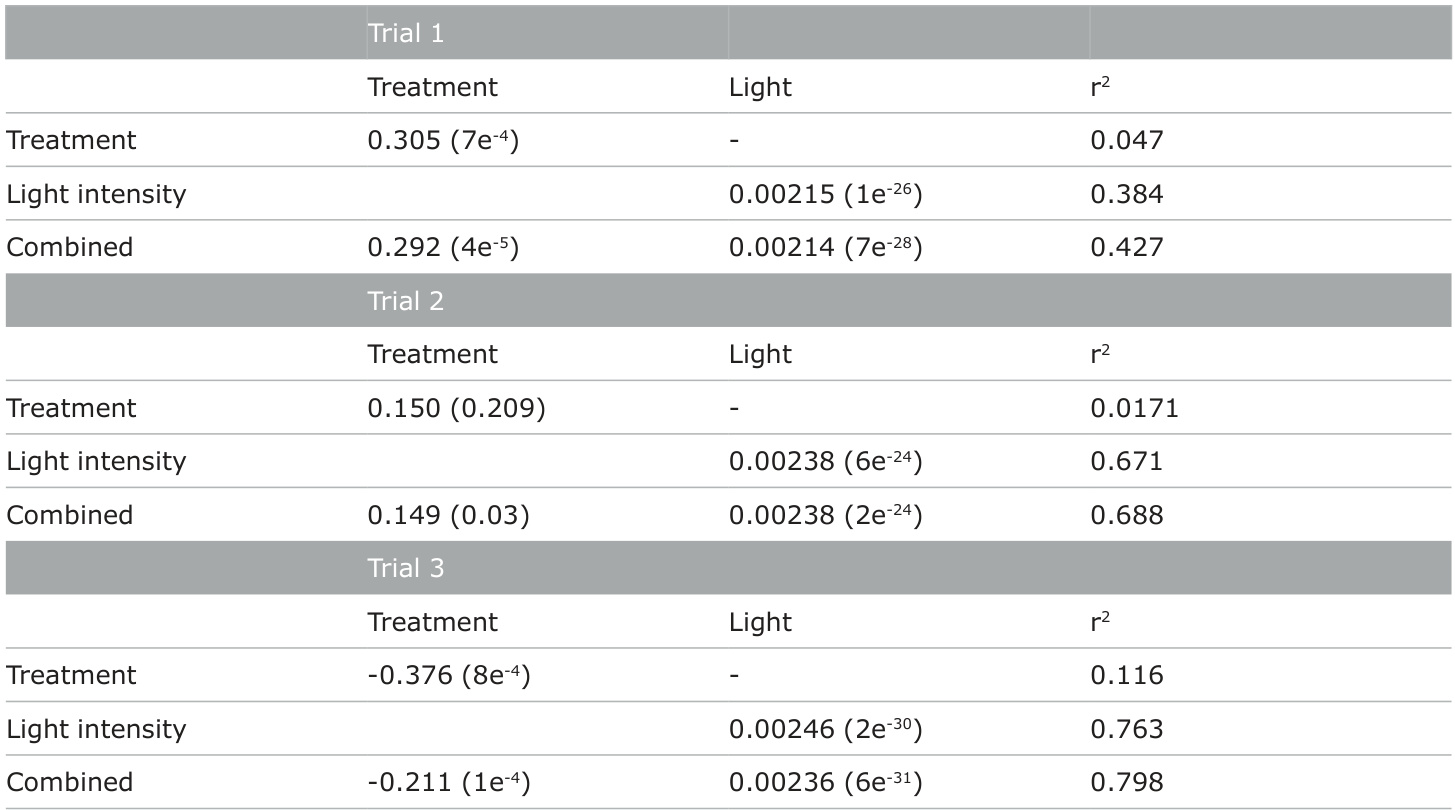 Trial 1
Treatment Light r²
Treatment 0.305 (7e⁻⁴) - 0.047
Light intensity 0.00215 (1e⁻²⁶) 0.384
Combined 0.292 (4e⁻⁵) 0.00214 (7e⁻²⁸) 0.427
Trial 2
Treatment Light r²
Treatment 0.150 (0.209) - 0.0171
Light intensity 0.00238 (6e⁻²⁴) 0.671
Combined 0.149 (0.03) 0.00238 (2e⁻²⁴) 0.688
Trial 3
Treatment Light r²
Treatment -0.376 (8e⁻⁴) - 0.116
Light intensity 0.00246 (2e⁻³⁰) 0.763
Combined -0.211 (1e⁻⁴) 0.00236 (6e⁻³¹) 0.798